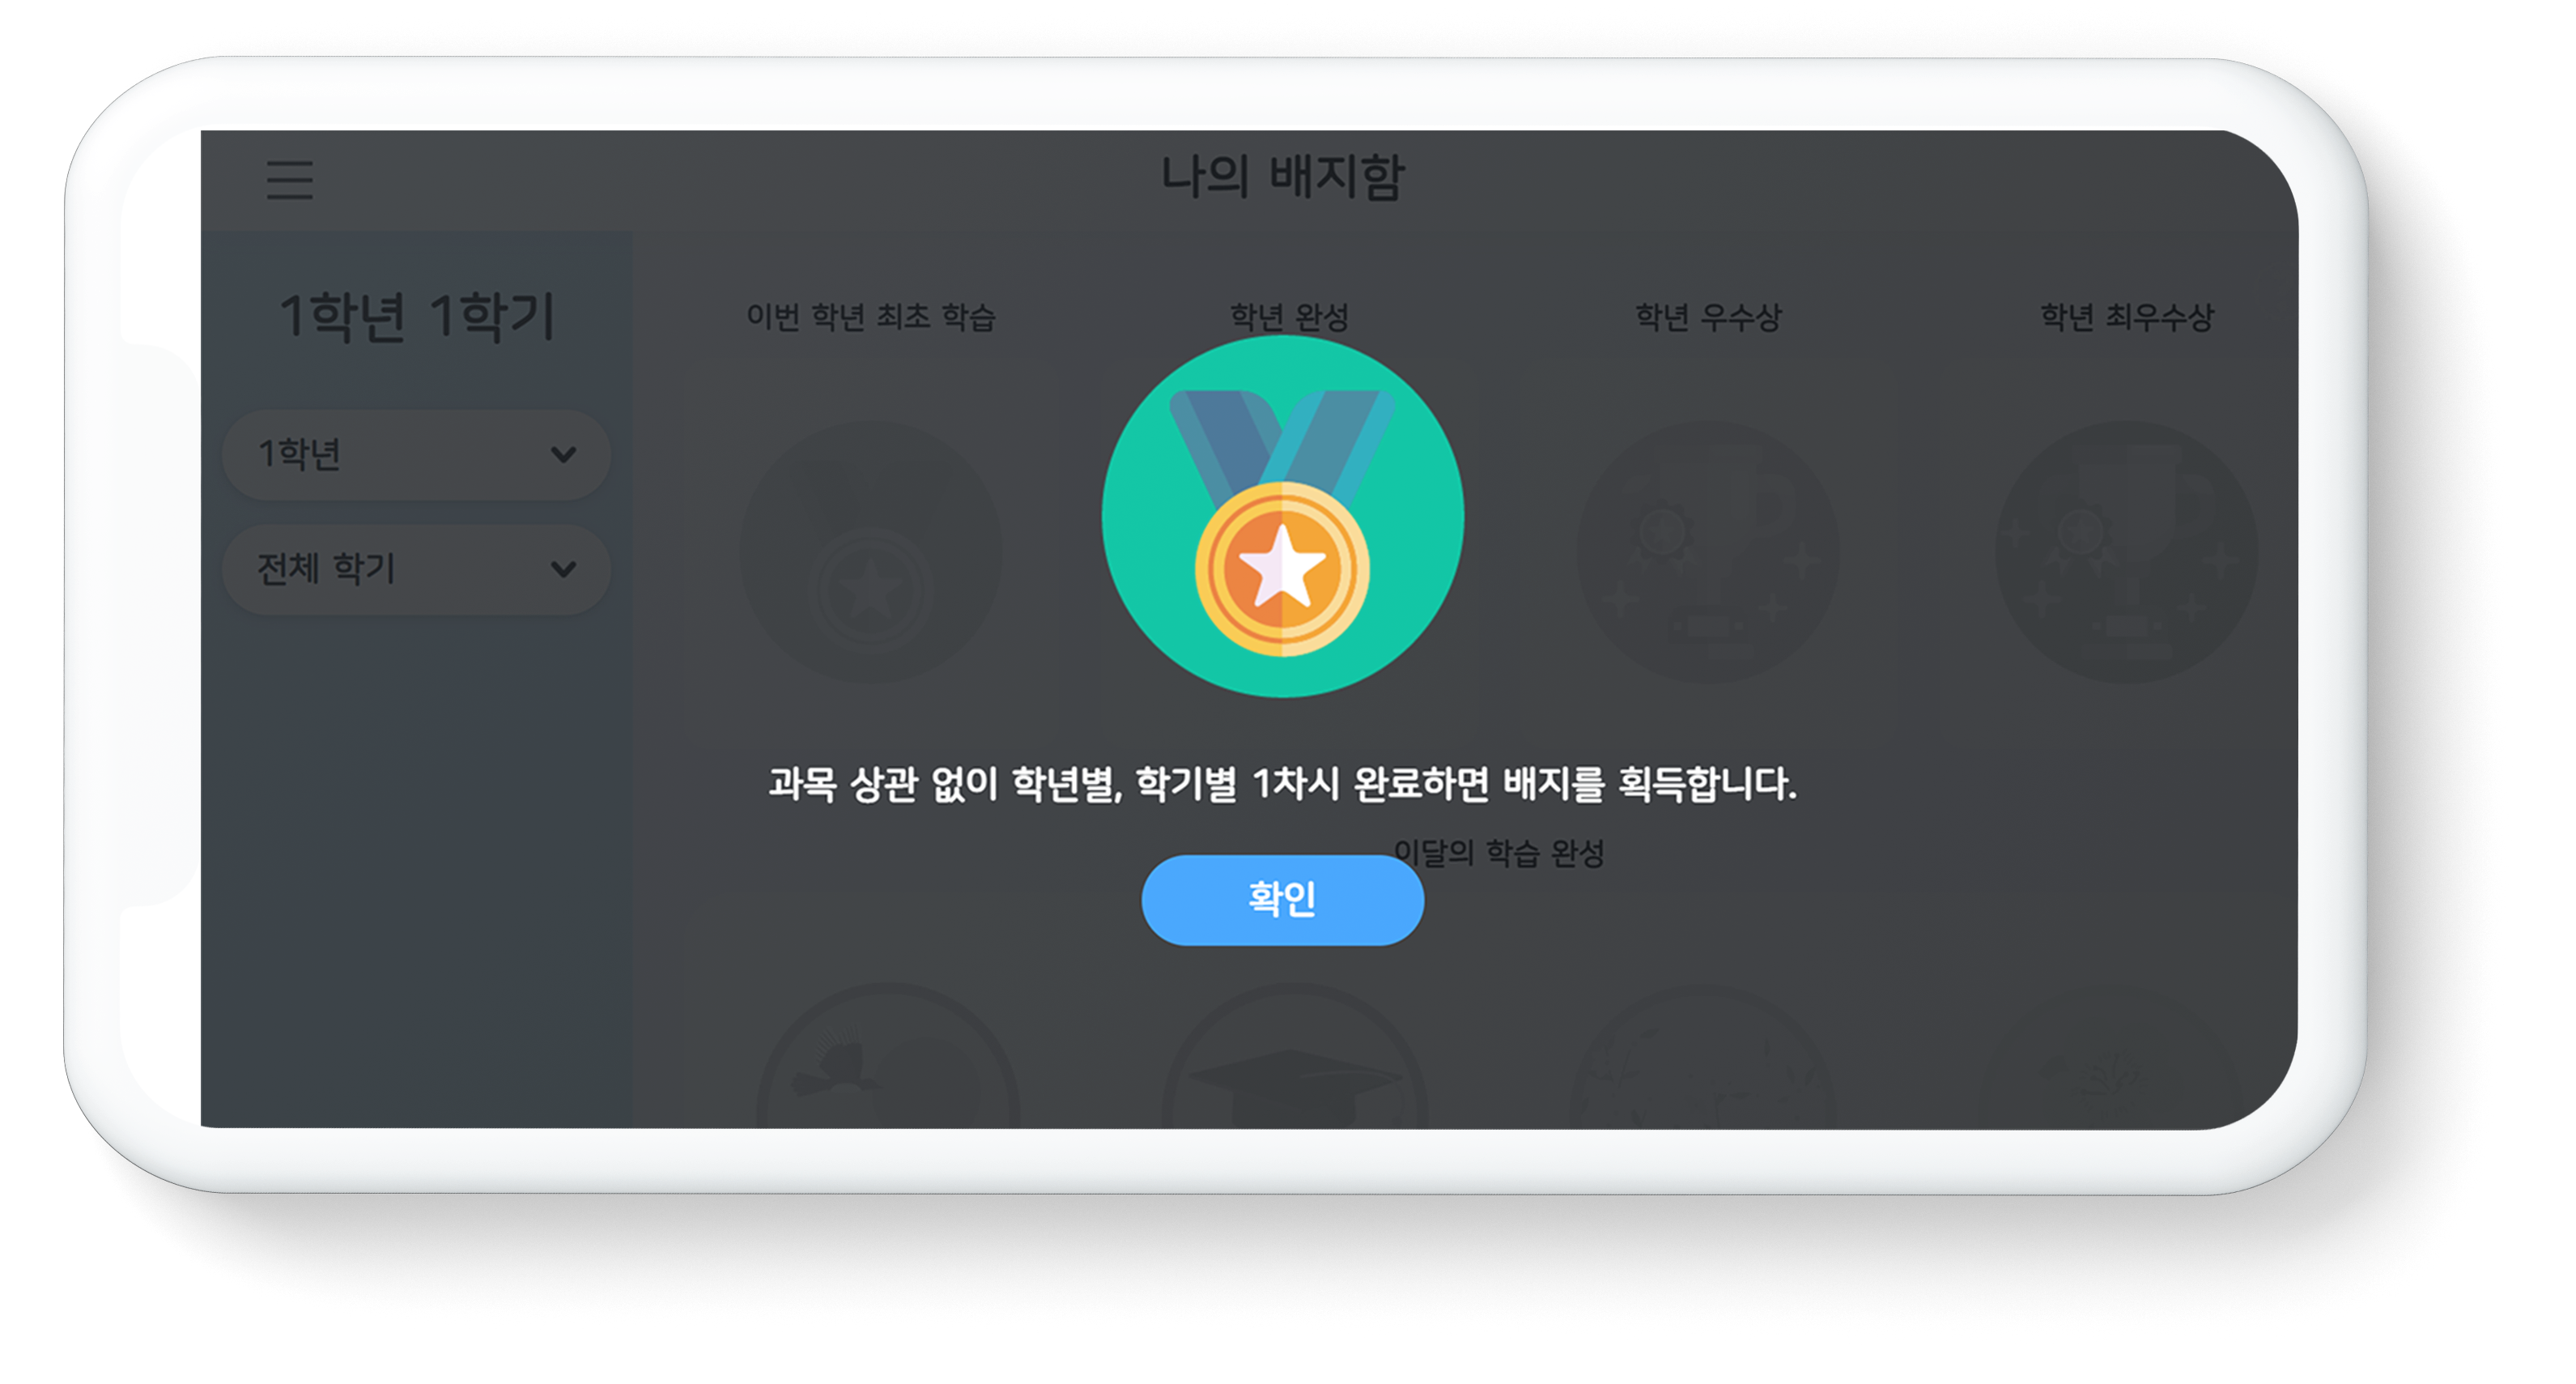 나의 배지함
1학년 1학기
1학년
전체 학기
이번 학년 최초 학습
학년 완성
학년 우수상
학년 최우수상
과목 상관 없이 학년별, 학기별 1차시 완료하면 배지를 획득합니다.
이달의 학습 완성
확인